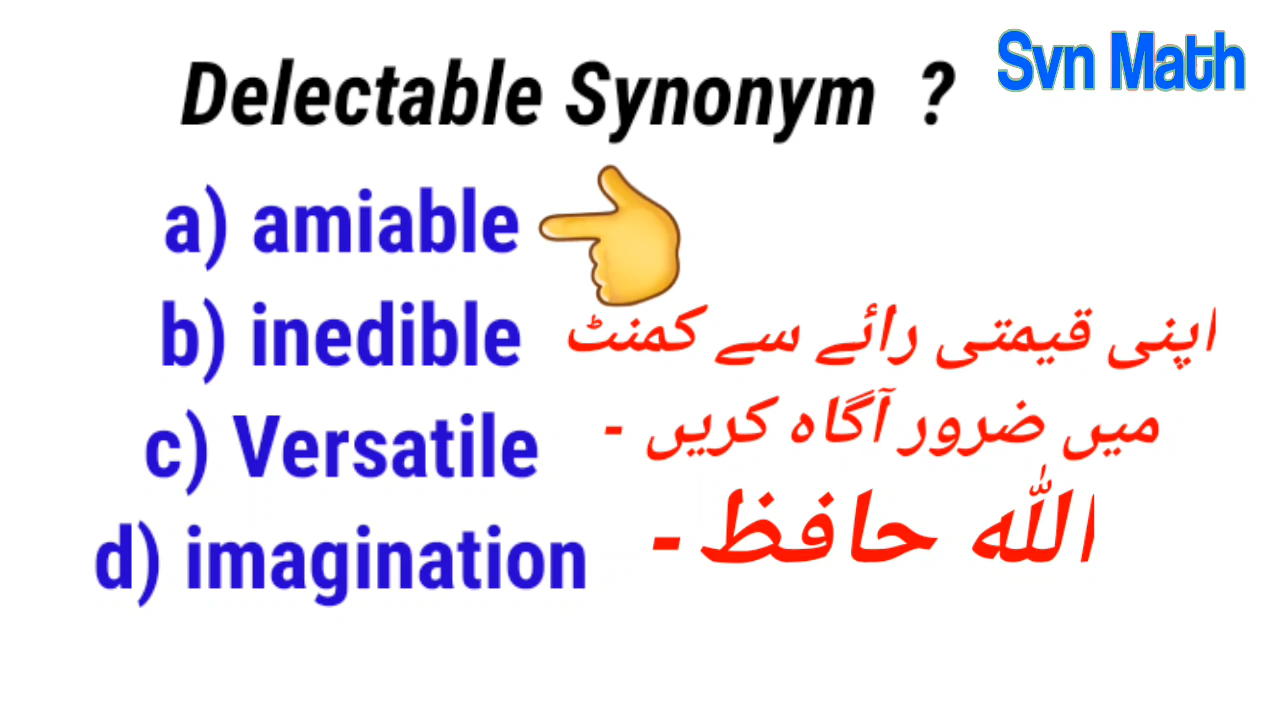 Delectable Synonym ?
Svn Math
a) amiable
b) inedible
c) Versatile
d) imagination
اپنی قیمتی رائے سے کمنٹ
میں ضرور آگاہ کریں -
اللہ حافظ -